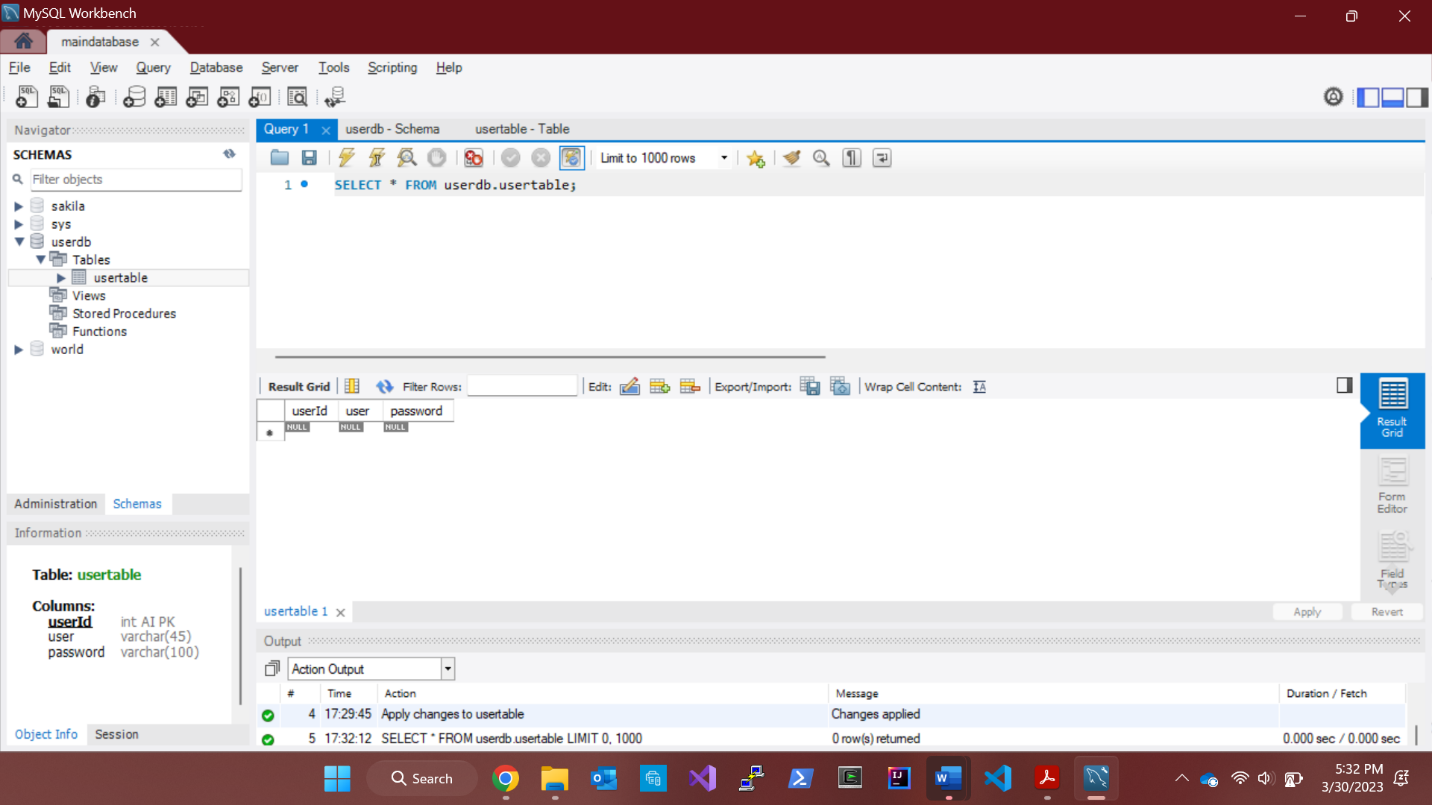 MySQL Workbench
maindatabase
File Edit View Query Database Server Tools Scripting Help
Navigator
SCHEMAS
Filter objects
sakila
sys
userdb
Tables
usertable
Views
Stored Procedures
Functions
world
Administration Schemas
Information
Table: usertable
Columns:
userId int AI PK
user varchar(45)
password varchar(100)
Object Info Session
Query 1 userdb - Schema usertable - Table
Limit to 1000 rows
1 SELECT * FROM userdb.usertable;
Result Grid Filter Rows: Edit: Export/Import: Wrap Cell Content:
userId user password
NULL NULL NULL
Result
Grid
Form
Editor
Field
Types
usertable 1
Apply Revert
Output
Action Output
# Time Action Message Duration / Fetch
4 17:29:45 Apply changes to usertable Changes applied
5 17:32:12 SELECT * FROM userdb.usertable LIMIT 0, 1000 0 row(s) returned 0.000 sec / 0.000 sec
Search
5:32 PM
3/30/2023